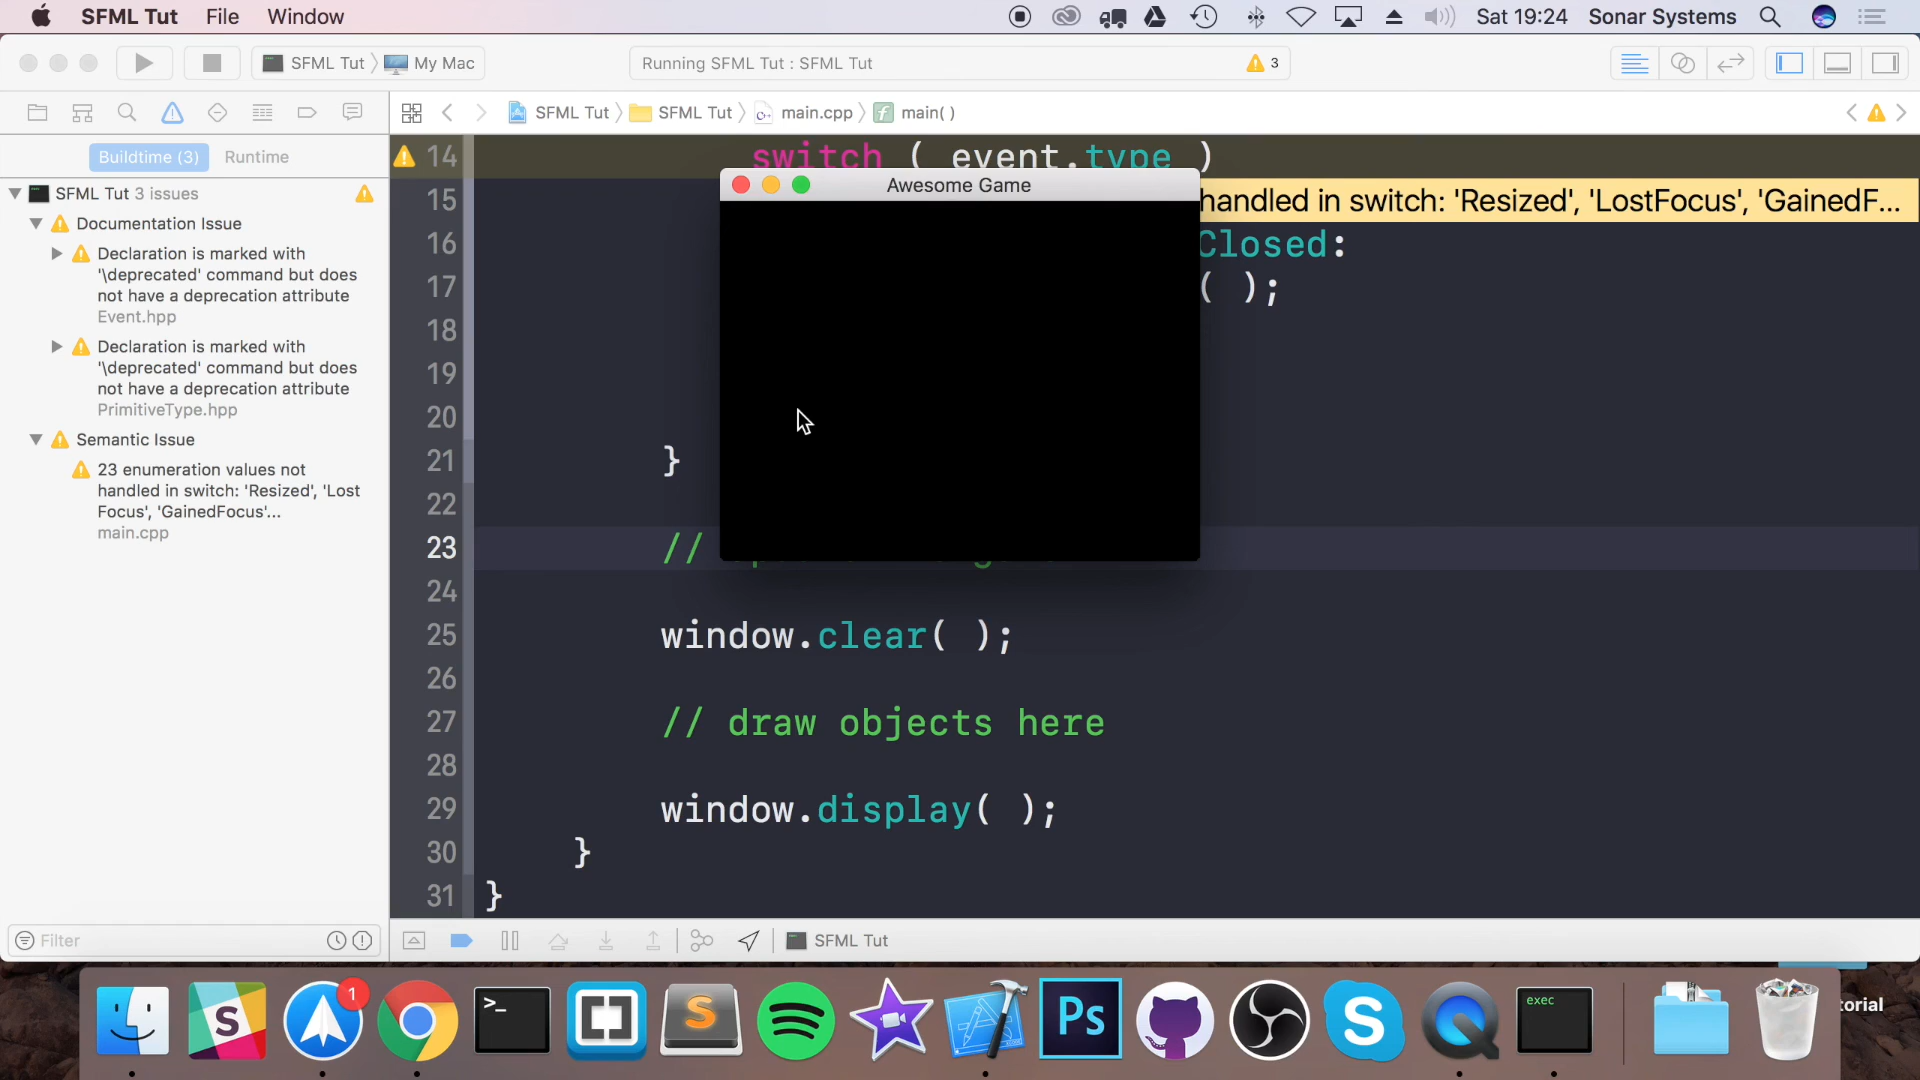 SFML Tut File Window Sat 19:24 Sonar Systems
SFML Tut My Mac Running SFML Tut : SFML Tut 3
SFML Tut SFML Tut main.cpp main( )
Buildtime (3) Runtime
SFML Tut 3 issues
Documentation Issue
Declaration is marked with
'\deprecated' command but does
not have a deprecation attribute
Event.hpp
Declaration is marked with
'\deprecated' command but does
not have a deprecation attribute
PrimitiveType.hpp
Semantic Issue
23 enumeration values not
handled in switch: 'Resized', 'Lost
Focus', 'GainedFocus'...
main.cpp
Filter
14 switch ( event.type )
Awesome Game
15 handled in switch: 'Resized', 'LostFocus', 'GainedF...
16 Closed:
17 ( );
18
19
20
21 }
22
23 //
24
25 window.clear( );
26
27 // draw objects here
28
29 window.display( );
30 }
31 }
SFML Tut
1
S
>_
S
Ps
S
exec
orial